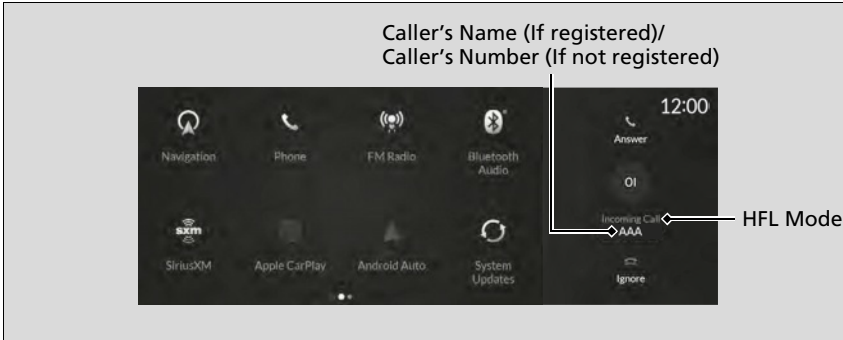 Caller's Name (If registered)/
Caller's Number (If not registered)
12:00
Navigation
Phone
FM Radio
Bluetooth
Audio
Answer
OI
Incoming Call
AAA
HFL Mode
sxm
SiriusXM
Apple CarPlay
Android Auto
System
Updates
Ignore